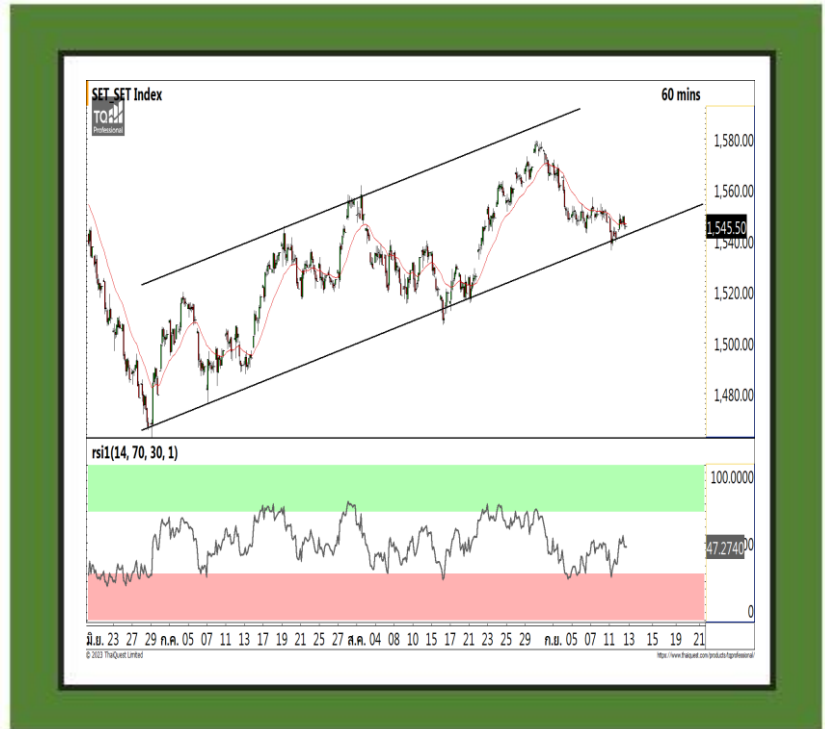 SET_SET Index 60 mins
TQ
Professional
1,580.00
1,560.00
1,545.50
1,540.00
1,520.00
1,500.00
1,480.00
rsi1(14, 70, 30, 1)
100.0000
47.2740
0
มิ.ย. 23 27 29 ก.ค. 05 07 11 13 17 19 21 25 27 ส.ค. 04 08 10 15 17 21 23 25 29 ก.ย. 05 07 11 13 15 19 21
© 2023 ThaiQuest Limited https://www.thaiquest.com/products/tqprofessional/